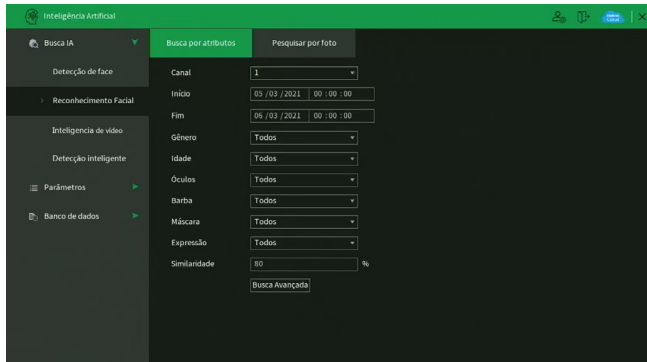 Inteligência Artificial
Intelbras Cloud
Busca IA
Detecção de face
Reconhecimento Facial
Inteligencia de vídeo
Detecção inteligente
Parâmetros
Banco de dados
Busca por atributos
Pesquisar por foto
Canal 1
Início 05 /03 /2021 00 :00 :00
Fim 06 /03 /2021 00 :00 :00
Gênero Todos
Idade Todos
Óculos Todos
Barba Todos
Máscara Todos
Expressão Todos
Similaridade 80 %
Busca Avançada